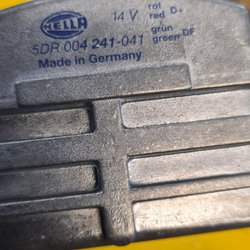 HELLA
14 V
rot D+
red D+
grün
green DF
5DR 004 241-041
Made in Germany